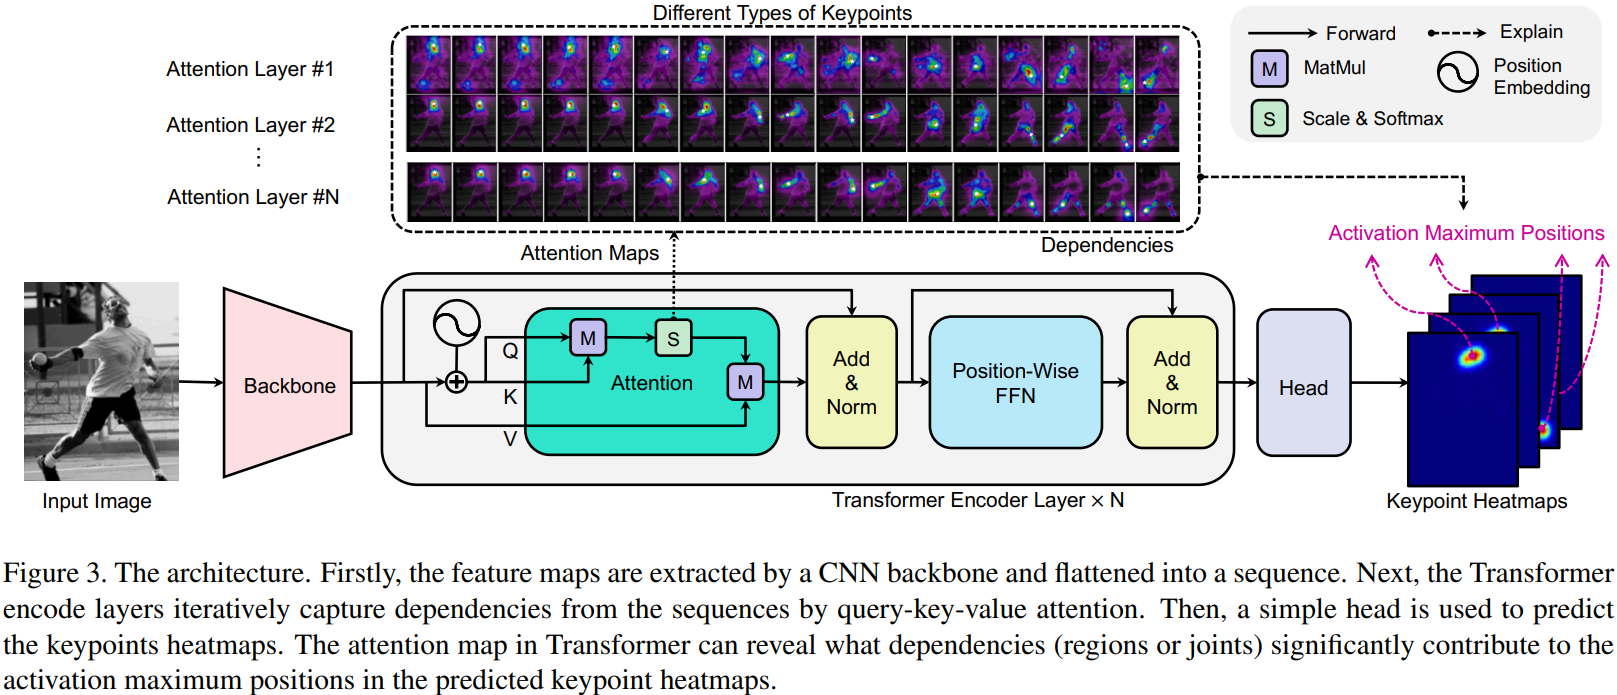 Different Types of Keypoints
Attention Layer #1
Attention Layer #2
⋮
Attention Layer #N
Forward
Explain
M
MatMul
Position
Embedding
S
Scale & Softmax
Attention Maps
Dependencies
Activation Maximum Positions
Input Image
Backbone
Q
K
V
M
S
M
Attention
Add
&
Norm
Position-Wise
FFN
Add
&
Norm
Transformer Encoder Layer × N
Head
Keypoint Heatmaps
Figure 3. The architecture. Firstly, the feature maps are extracted by a CNN backbone and flattened into a sequence. Next, the Transformer
encode layers iteratively capture dependencies from the sequences by query-key-value attention. Then, a simple head is used to predict
the keypoints heatmaps. The attention map in Transformer can reveal what dependencies (regions or joints) significantly contribute to the
activation maximum positions in the predicted keypoint heatmaps.